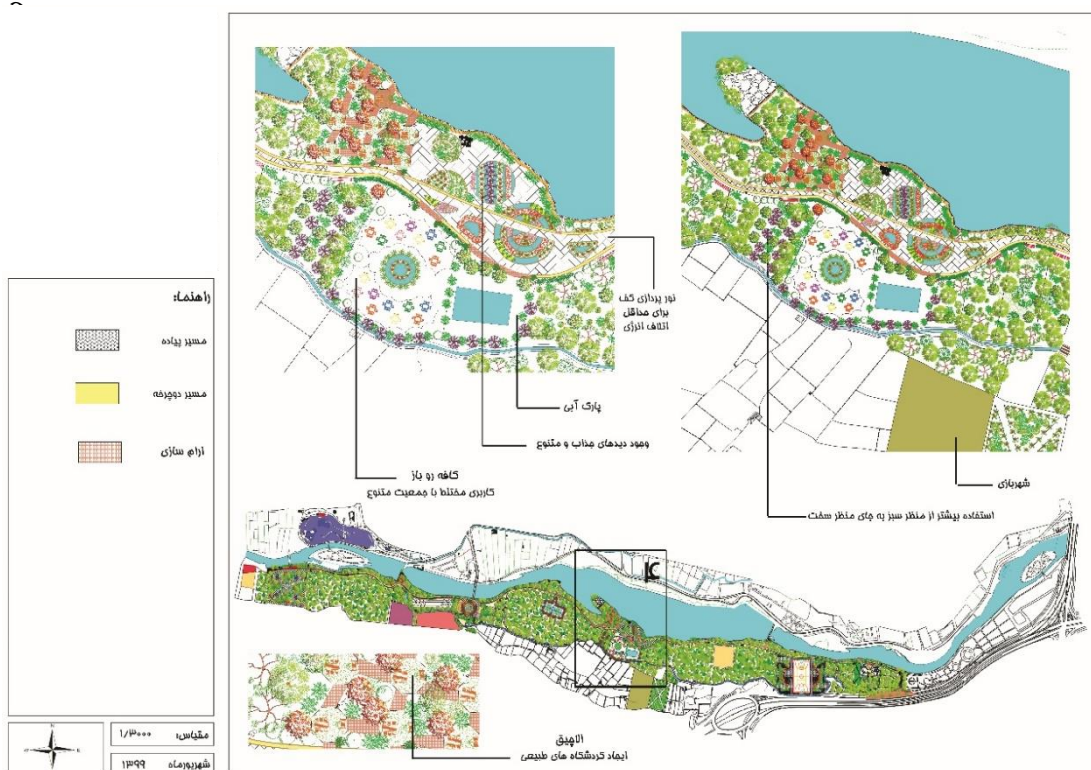 راهنما:
مسیر پیاده
مسیر دوچرخه
آرام سازی
مقیاس: ۱/۳۰۰۰
شهریورماه ۱۳۹۹
نور پردازی کف
برای حداقل
اتلاف انرژی
پارک آبی
وجود دیدهای جذاب و متنوع
کافه رو باز
کاربری مختلط با جمعیت متنوع
شهربازی
استفاده بیشتر از منظر سبز به جای منظر سخت
الاچیق
ایجاد گردشگاه های طبیعی